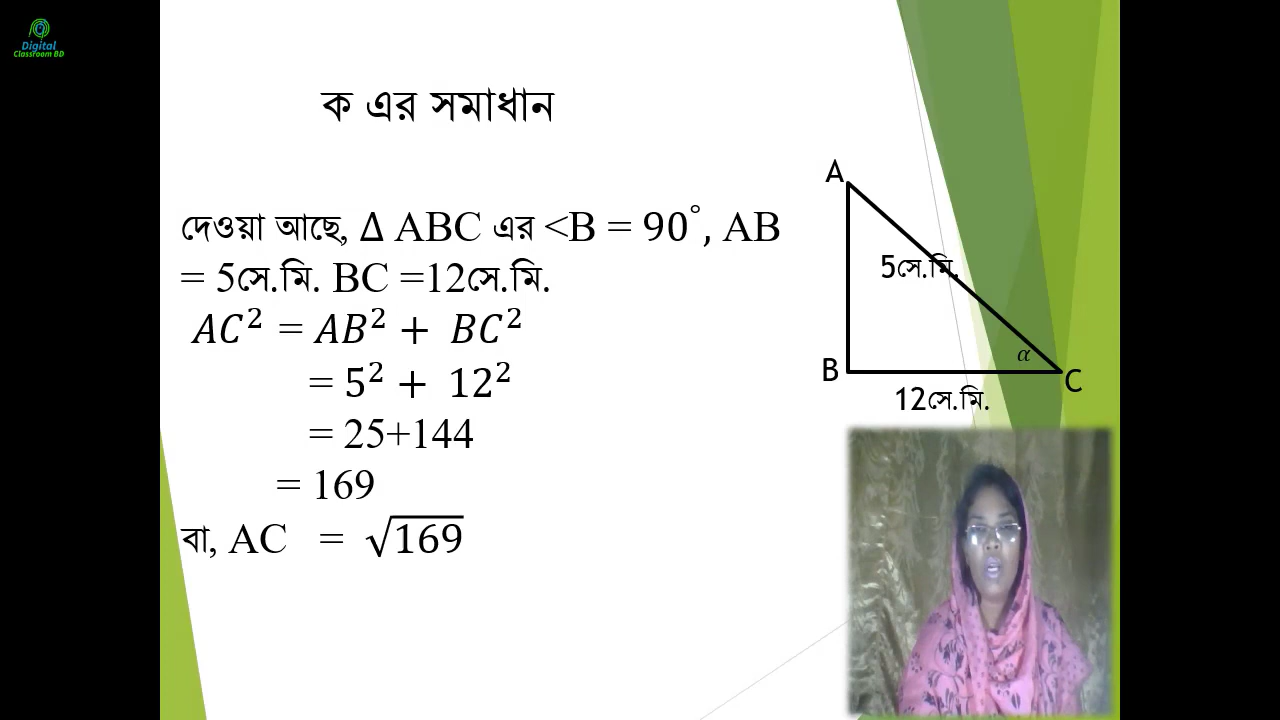 Digital
Classroom BD
ক এর সমাধান
দেওয়া আছে, Δ ABC এর <B = 90°, AB
= 5সে.মি. BC =12সে.মি.
AC² = AB² + BC²
= 5² + 12²
= 25+144
= 169
বা, AC = √169
A
5সে.মি.
α
B
C
12সে.মি.